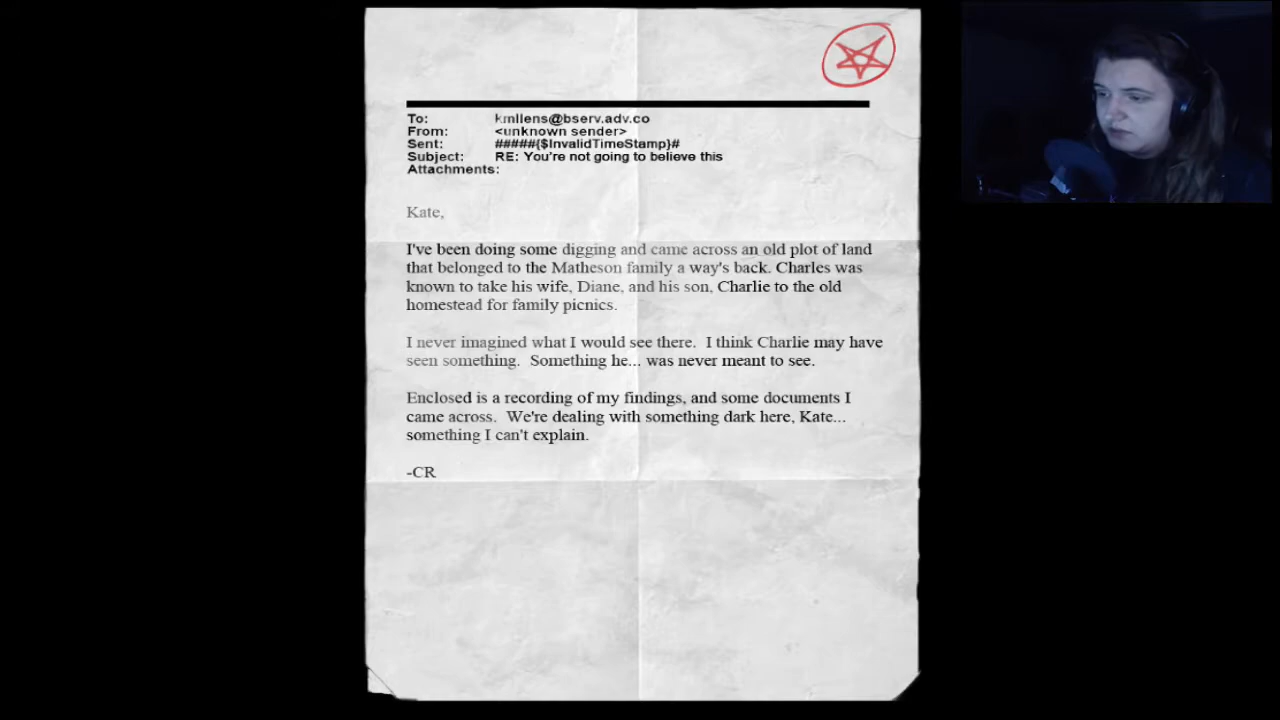 To: kmllens@bserv.adv.co
From: <unknown sender>
Sent: #####{$InvalidTimeStamp}#
Subject: RE: You're not going to believe this
Attachments:
Kate,
I've been doing some digging and came across an old plot of land
that belonged to the Matheson family a way's back. Charles was
known to take his wife, Diane, and his son, Charlie to the old
homestead for family picnics.
I never imagined what I would see there. I think Charlie may have
seen something. Something he... was never meant to see.
Enclosed is a recording of my findings, and some documents I
came across. We're dealing with something dark here, Kate...
something I can't explain.
-CR